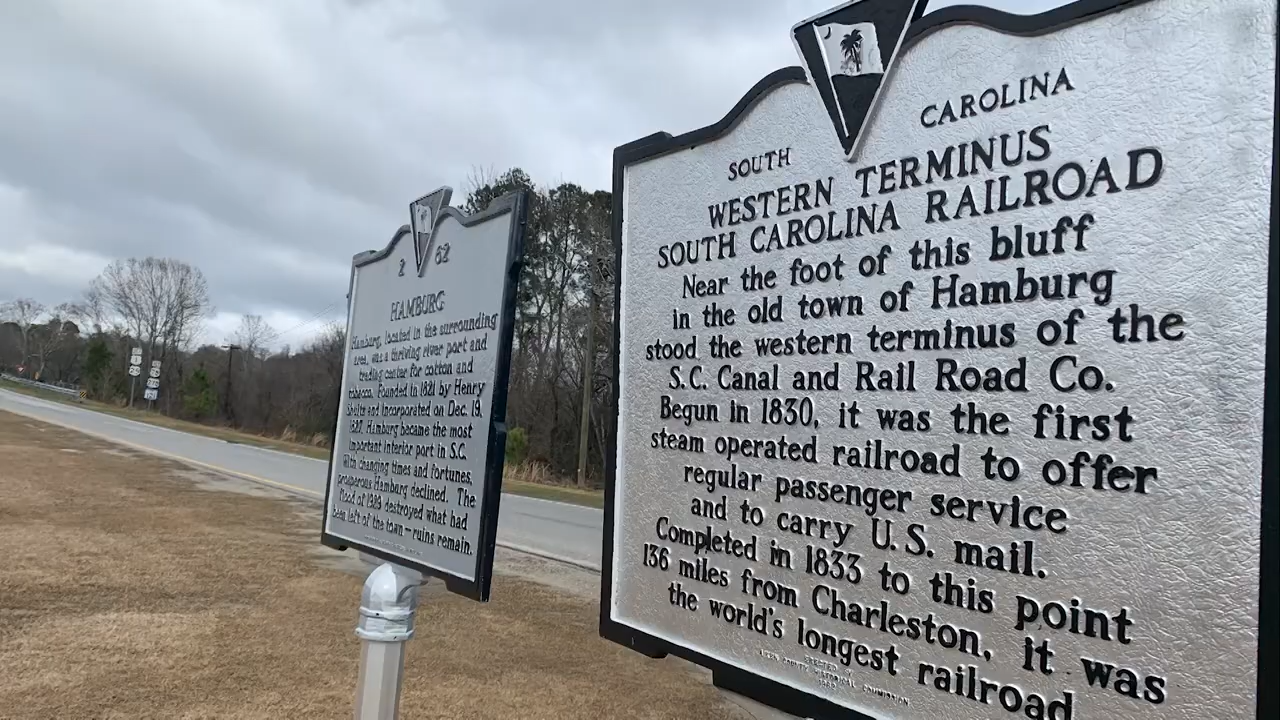 2 62
HAMBURG
Hamburg, located in the surrounding
area, was a thriving river port and
trading center for cotton and
tobacco. Founded in 1821 by Henry
Shultz and incorporated on Dec. 19,
1827, Hamburg became the most
important interior port in S.C.
With changing times and fortunes,
prosperous Hamburg declined. The
flood of 1929 destroyed what had
been left of the town—ruins remain.
SOUTH CAROLINA
WESTERN TERMINUS
SOUTH CAROLINA RAILROAD
Near the foot of this bluff
in the old town of Hamburg
stood the western terminus of the
S.C. Canal and Rail Road Co.
Begun in 1830, it was the first
steam operated railroad to offer
regular passenger service
and to carry U.S. mail.
Completed in 1833 to this point
136 miles from Charleston, it was
the world's longest railroad
ERECTED BY
AIKEN COUNTY HISTORICAL COMMISSION